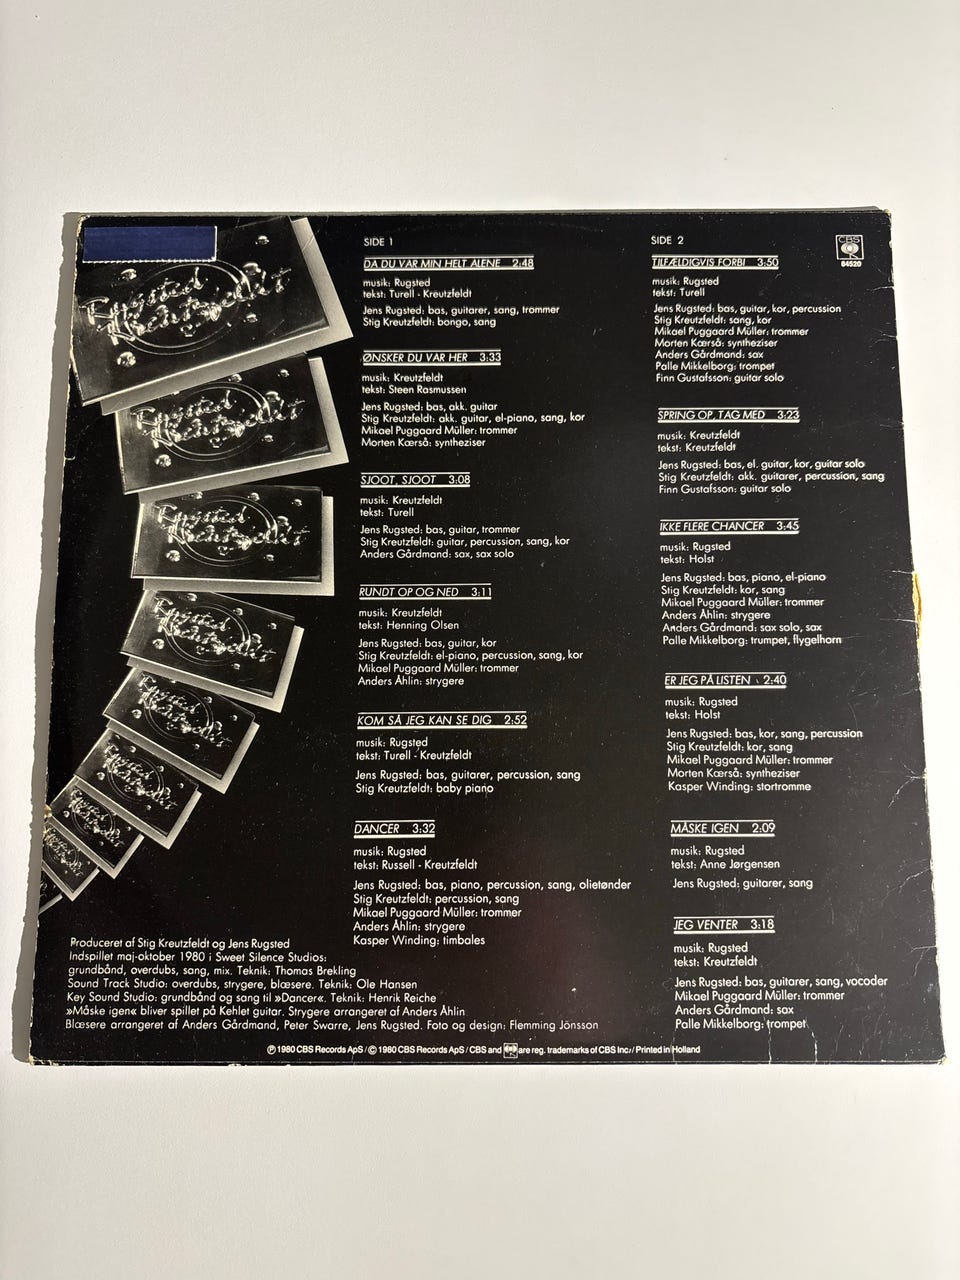 Rugsted
Kreutzfeldt
SIDE 1
DA DU VAR MIN HELT ALENE 2:48
musik: Rugsted
tekst: Turell - Kreutzfeldt
Jens Rugsted: bas, guitarer, sang, trommer
Stig Kreutzfeldt: bongo, sang
ØNSKER DU VAR HER 3:33
musik: Kreutzfeldt
tekst: Steen Rasmussen
Jens Rugsted: bas, akk. guitar
Stig Kreutzfeldt: akk. guitar, el-piano, sang, kor
Mikael Puggaard Müller: trommer
Morten Kærså: syntheziser
SJOOT, SJOOT 3:08
musik: Kreutzfeldt
tekst: Turell
Jens Rugsted: bas, guitar, trommer
Stig Kreutzfeldt: guitar, percussion, sang, kor
Anders Gårdmand: sax, sax solo
RUNDT OP OG NED 3:11
musik: Kreutzfeldt
tekst: Henning Olsen
Jens Rugsted: bas, guitar, kor
Stig Kreutzfeldt: el-piano, percussion, sang, kor
Mikael Puggaard Müller: trommer
Anders Åhlin: strygere
KOM SÅ JEG KAN SE DIG 2:52
musik: Rugsted
tekst: Turell - Kreutzfeldt
Jens Rugsted: bas, guitarer, percussion, sang
Stig Kreutzfeldt: baby piano
DANCER 3:32
musik: Rugsted
tekst: Russell - Kreutzfeldt
Jens Rugsted: bas, piano, percussion, sang, olietønder
Stig Kreutzfeldt: percussion, sang
Mikael Puggaard Müller: trommer
Anders Åhlin: strygere
Kasper Winding: timbales
SIDE 2
CBS
84520
TILFÆLDIGVIS FORBI 3:50
musik: Rugsted
tekst: Turell
Jens Rugsted: bas, guitar, kor, percussion
Stig Kreutzfeldt: sang, kor
Mikael Puggaard Müller: trommer
Morten Kærså: syntheziser
Anders Gårdmand: sax
Palle Mikkelborg: trompet
Finn Gustafsson: guitar solo
SPRING OP, TAG MED 3:23
musik: Kreutzfeldt
tekst: Kreutzfeldt
Jens Rugsted: bas, el. guitar, kor, guitar solo
Stig Kreutzfeldt: akk. guitarer, percussion, sang
Finn Gustafsson: guitar solo
IKKE FLERE CHANCER 3:45
musik: Rugsted
tekst: Holst
Jens Rugsted: bas, piano, el-piano
Stig Kreutzfeldt: kor, sang
Mikael Puggaard Müller: trommer
Anders Åhlin: strygere
Anders Gårdmand: sax solo, sax
Palle Mikkelborg: trumpet, flygelhorn
ER JEG PÅ LISTEN 2:40
musik: Rugsted
tekst: Holst
Jens Rugsted: bas, kor, sang, percussion
Stig Kreutzfeldt: kor, sang
Mikael Puggaard Müller: trommer
Morten Kærså: syntheziser
Kasper Winding: stortromme
MÅSKE IGEN 2:09
musik: Rugsted
tekst: Anne Jørgensen
Jens Rugsted: guitarer, sang
JEG VENTER 3:18
musik: Rugsted
tekst: Kreutzfeldt
Jens Rugsted: bas, guitarer, sang, vocoder
Mikael Puggaard Müller: trommer
Anders Gårdmand: sax
Palle Mikkelborg: trompet
Produceret af Stig Kreutzfeldt og Jens Rugsted
Indspillet maj-oktober 1980 i Sweet Silence Studios:
grundbånd, overdubs, sang, mix. Teknik: Thomas Brekling
Sound Track Studio: overdubs, strygere, blæsere. Teknik: Ole Hansen
Key Sound Studio: grundbånd og sang til »Dancer«. Teknik: Henrik Reiche
»Måske igen« bliver spillet på Kehlet guitar. Strygere arrangeret af Anders Åhlin
Blæsere arrangeret af Anders Gårdmand, Peter Swarre, Jens Rugsted. Foto og design: Flemming Jönsson
℗ 1980 CBS Records ApS / © 1980 CBS Records ApS / CBS and CBS are reg. trademarks of CBS Inc. / Printed in Holland